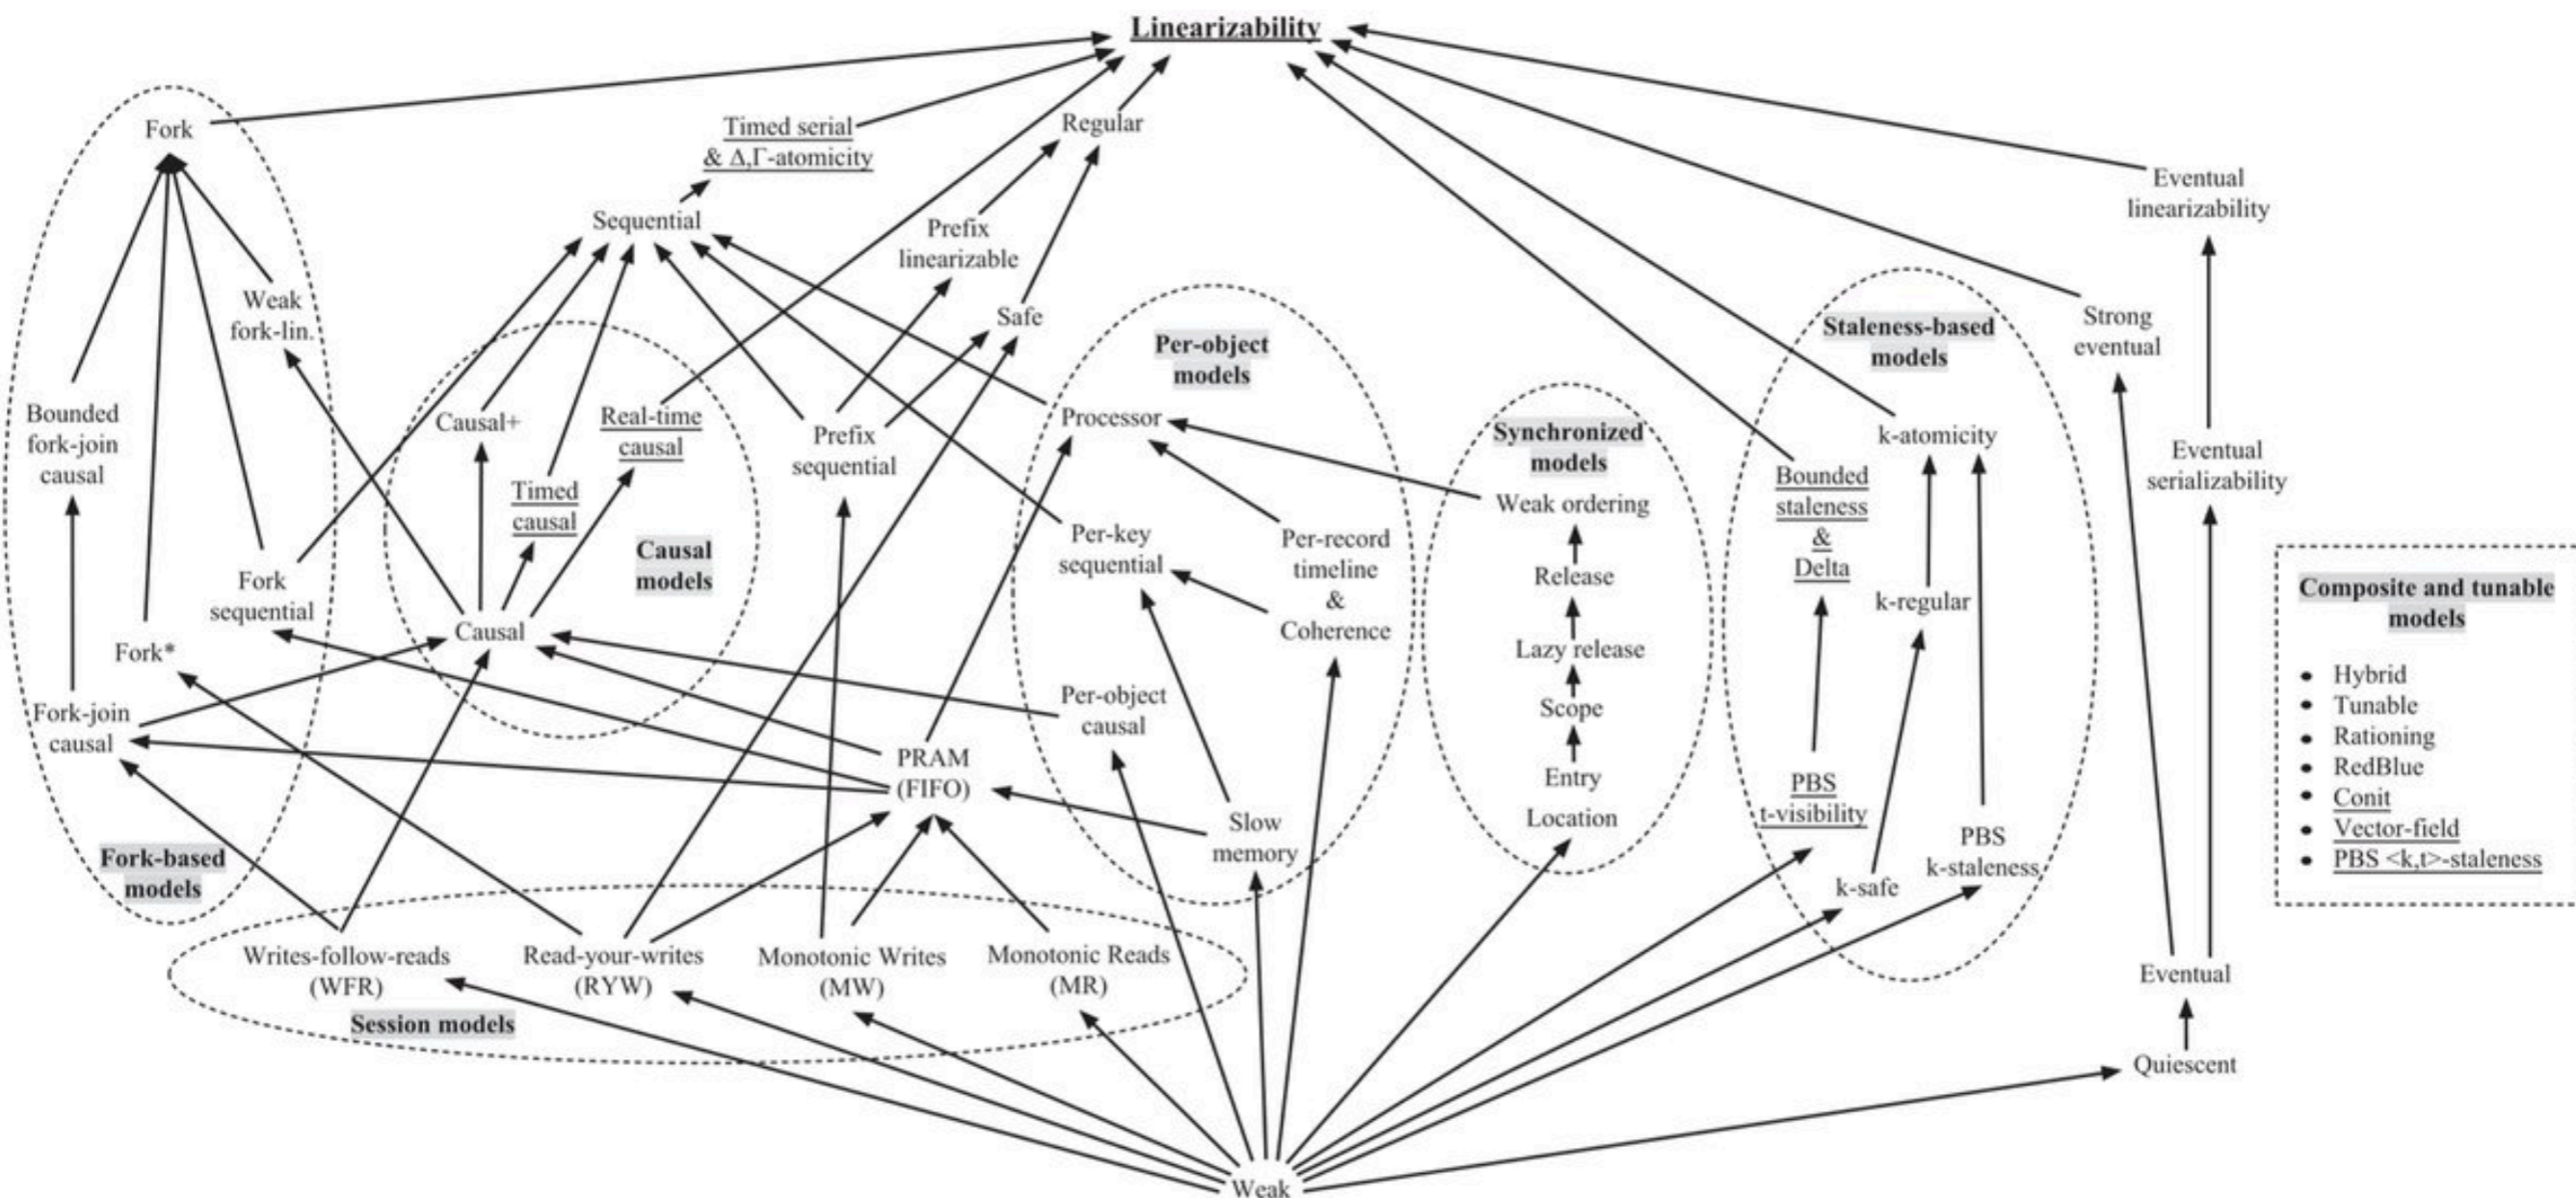 Linearizability
Fork
Timed serial
& Δ,Γ-atomicity
Regular
Eventual
linearizability
Sequential
Prefix
linearizable
Weak
fork-lin.
Safe
Strong
eventual
Per-object
models
Staleness-based
models
Bounded
fork-join
causal
Causal+
Real-time
causal
Prefix
sequential
Processor
Synchronized
models
k-atomicity
Eventual
serializability
Timed
causal
Weak ordering
Bounded
staleness
&
Delta
Causal
models
Per-key
sequential
Per-record
timeline
&
Coherence
Release
k-regular
Fork
sequential
Fork*
Causal
Lazy release
Fork-join
causal
Per-object
causal
Scope
PRAM
(FIFO)
Entry
Location
PBS
t-visibility
Slow
memory
PBS
k-staleness
k-safe
Fork-based
models
Writes-follow-reads
(WFR)
Read-your-writes
(RYW)
Monotonic Writes
(MW)
Monotonic Reads
(MR)
Session models
Eventual
Quiescent
Weak
Composite and tunable
models
• Hybrid
• Tunable
• Rationing
• RedBlue
• Conit
• Vector-field
• PBS <k,t>-staleness